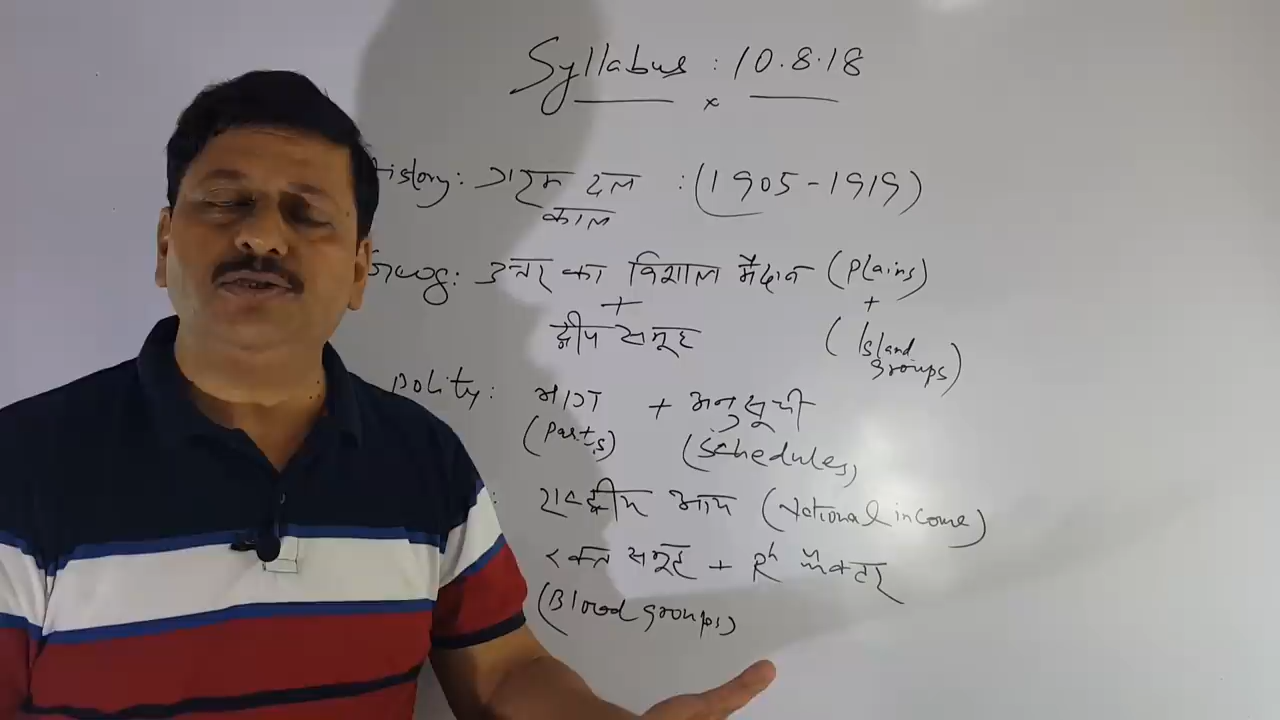 Syllabus : 10.8.18
History: गरम दल : (1905-1919)
काल
Geog: उत्तर का विशाल मैदान (Plains)
+ +
द्वीप समूह (Island
groups)
polity: भाग + अनुसूची
(Parts) (Schedules)
: राष्ट्रीय आय (National income)
रक्त समूह + Rh फैक्टर
(Blood groups)